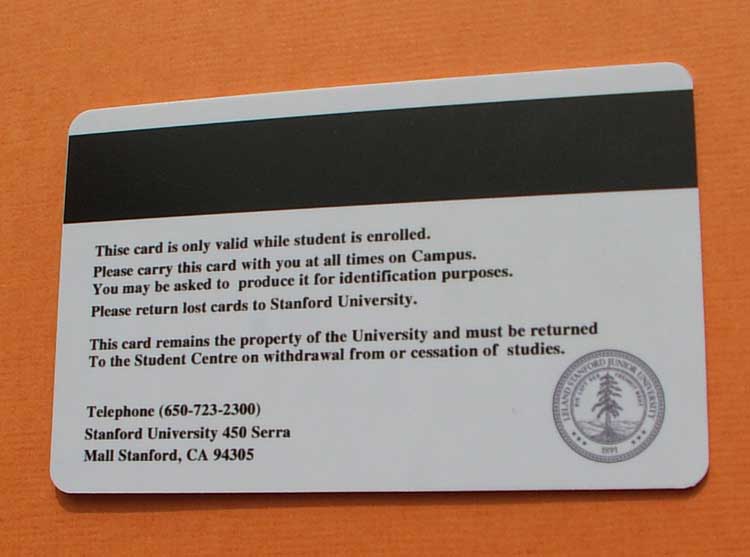 Thise card is only valid while student is enrolled.
Please carry this card with you at all times on Campus.
You may be asked to  produce it for identification purposes.
Please return lost cards to Stanford University.
This card remains the property of the University and must be returned
To the Student Centre on withdrawal from or cessation of  studies.
Telephone (650-723-2300)
Stanford University 450 Serra
Mall Stanford, CA 94305
LELAND STANFORD JUNIOR UNIVERSITY
1891